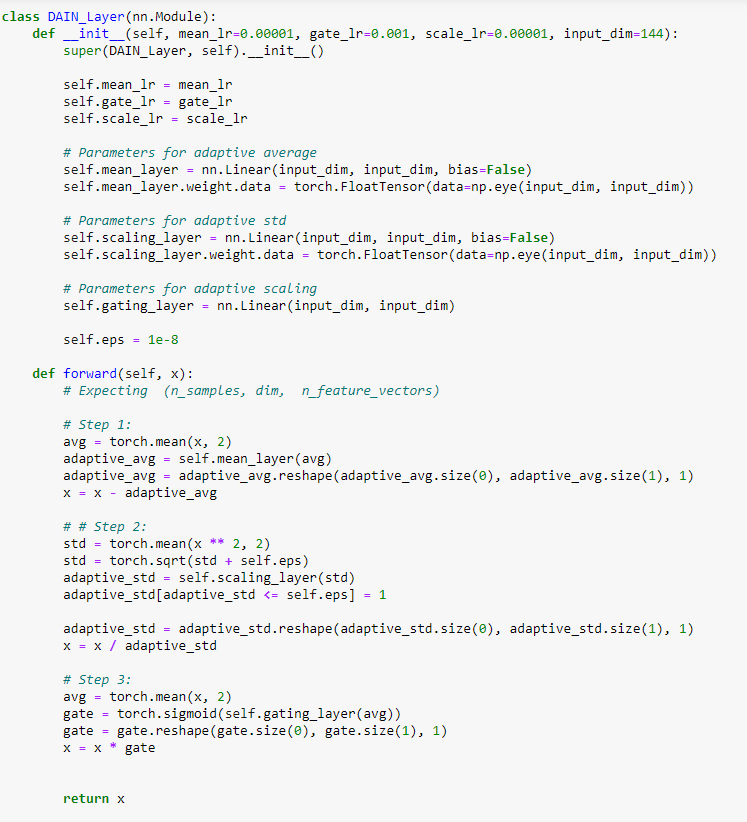 class DAIN_Layer(nn.Module):
    def __init__(self, mean_lr=0.00001, gate_lr=0.001, scale_lr=0.00001, input_dim=144):
        super(DAIN_Layer, self).__init__()

        self.mean_lr = mean_lr
        self.gate_lr = gate_lr
        self.scale_lr = scale_lr

        # Parameters for adaptive average
        self.mean_layer = nn.Linear(input_dim, input_dim, bias=False)
        self.mean_layer.weight.data = torch.FloatTensor(data=np.eye(input_dim, input_dim))

        # Parameters for adaptive std
        self.scaling_layer = nn.Linear(input_dim, input_dim, bias=False)
        self.scaling_layer.weight.data = torch.FloatTensor(data=np.eye(input_dim, input_dim))

        # Parameters for adaptive scaling
        self.gating_layer = nn.Linear(input_dim, input_dim)

        self.eps = 1e-8

    def forward(self, x):
        # Expecting  (n_samples, dim,  n_feature_vectors)

        # Step 1:
        avg = torch.mean(x, 2)
        adaptive_avg = self.mean_layer(avg)
        adaptive_avg = adaptive_avg.reshape(adaptive_avg.size(0), adaptive_avg.size(1), 1)
        x = x - adaptive_avg

        # # Step 2:
        std = torch.mean(x ** 2, 2)
        std = torch.sqrt(std + self.eps)
        adaptive_std = self.scaling_layer(std)
        adaptive_std[adaptive_std <= self.eps] = 1

        adaptive_std = adaptive_std.reshape(adaptive_std.size(0), adaptive_std.size(1), 1)
        x = x / adaptive_std

        # Step 3:
        avg = torch.mean(x, 2)
        gate = torch.sigmoid(self.gating_layer(avg))
        gate = gate.reshape(gate.size(0), gate.size(1), 1)
        x = x * gate


        return x